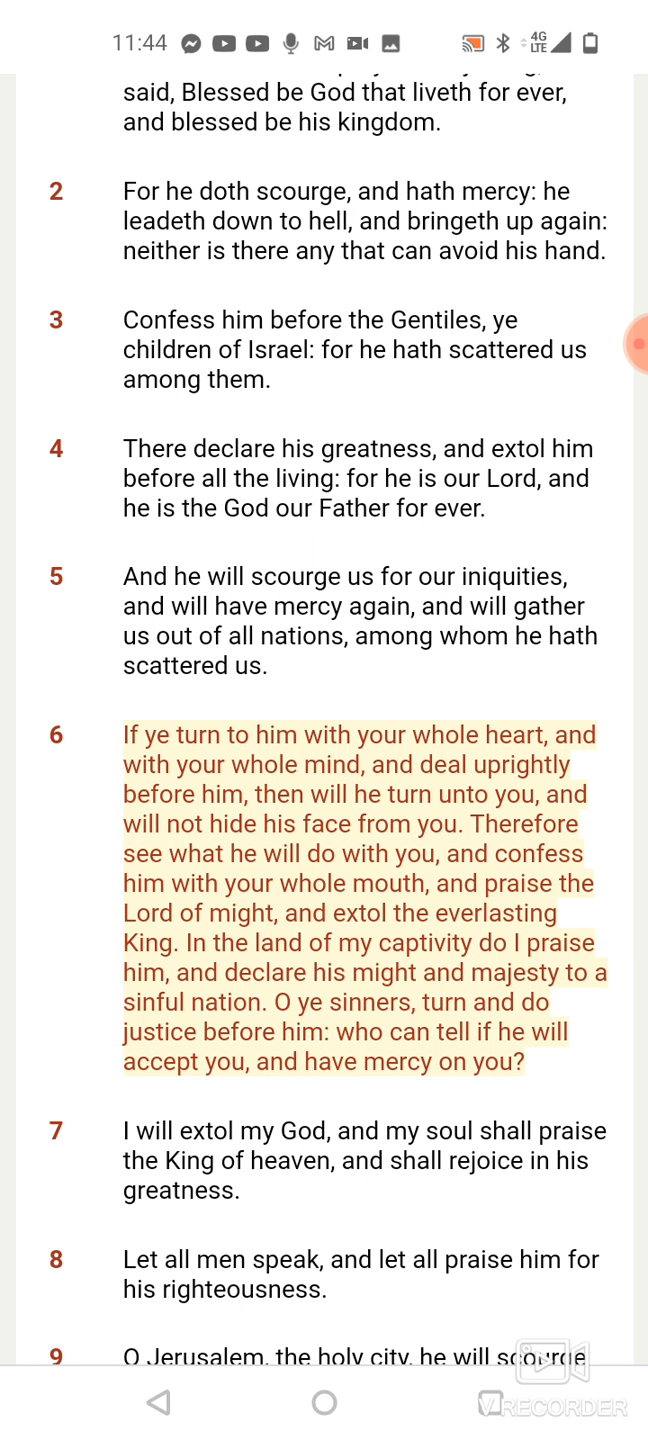 11:44
4G
LTE
said, Blessed be God that liveth for ever,
and blessed be his kingdom.
2 For he doth scourge, and hath mercy: he
leadeth down to hell, and bringeth up again:
neither is there any that can avoid his hand.
3 Confess him before the Gentiles, ye
children of Israel: for he hath scattered us
among them.
4 There declare his greatness, and extol him
before all the living: for he is our Lord, and
he is the God our Father for ever.
5 And he will scourge us for our iniquities,
and will have mercy again, and will gather
us out of all nations, among whom he hath
scattered us.
6 If ye turn to him with your whole heart, and
with your whole mind, and deal uprightly
before him, then will he turn unto you, and
will not hide his face from you. Therefore
see what he will do with you, and confess
him with your whole mouth, and praise the
Lord of might, and extol the everlasting
King. In the land of my captivity do I praise
him, and declare his might and majesty to a
sinful nation. O ye sinners, turn and do
justice before him: who can tell if he will
accept you, and have mercy on you?
7 I will extol my God, and my soul shall praise
the King of heaven, and shall rejoice in his
greatness.
8 Let all men speak, and let all praise him for
his righteousness.
9 O Jerusalem, the holy city, he will scourge
V RECORDER